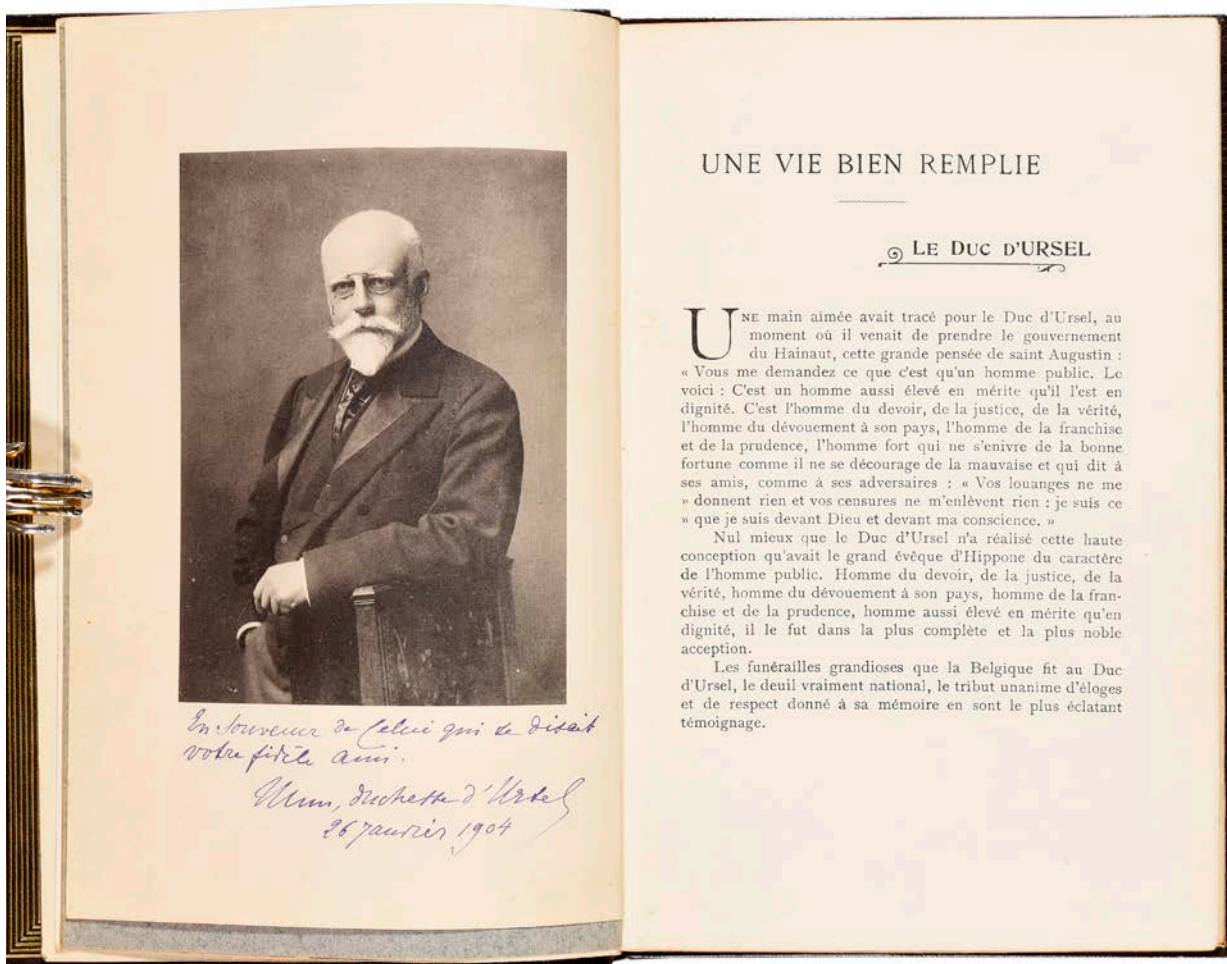 En Souvenir de Celui qui se disait
votre fidèle ami.
Mun, duchesse d'Ursel
26 janvier 1904
UNE VIE BIEN REMPLIE
LE DUC D'URSEL
UNE main aimée avait tracé pour le Duc d'Ursel, au
moment où il venait de prendre le gouvernement
du Hainaut, cette grande pensée de saint Augustin :
« Vous me demandez ce que c'est qu'un homme public. Le
voici : C'est un homme aussi élevé en mérite qu'il l'est en
dignité. C'est l'homme du devoir, de la justice, de la vérité,
l'homme du dévouement à son pays, l'homme de la franchise
et de la prudence, l'homme fort qui ne s'enivre de la bonne
fortune comme il ne se décourage de la mauvaise et qui dit à
ses amis, comme à ses adversaires : « Vos louanges ne me
» donnent rien et vos censures ne m'enlèvent rien : je suis ce
» que je suis devant Dieu et devant ma conscience. »
Nul mieux que le Duc d'Ursel n'a réalisé cette haute
conception qu'avait le grand évêque d'Hippone du caractère
de l'homme public. Homme du devoir, de la justice, de la
vérité, homme du dévouement à son pays, homme de la fran-
chise et de la prudence, homme aussi élevé en mérite qu'en
dignité, il le fut dans la plus complète et la plus noble
acception.
Les funérailles grandioses que la Belgique fit au Duc
d'Ursel, le deuil vraiment national, le tribut unanime d'éloges
et de respect donné à sa mémoire en sont le plus éclatant
témoignage.